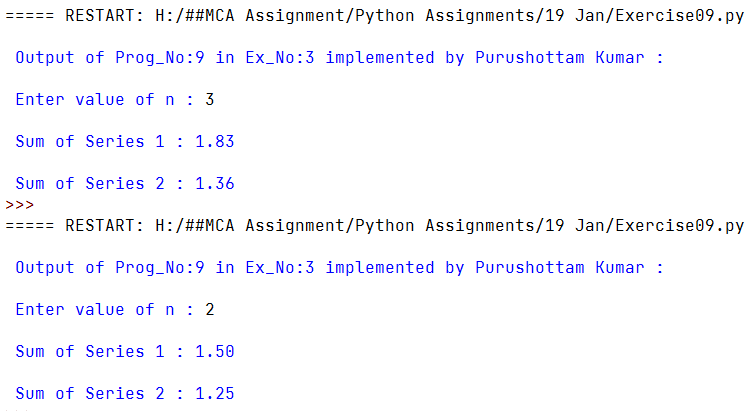 ===== RESTART: H:/##MCA Assignment/Python Assignments/19 Jan/Exercise09.py
Output of Prog_No:9 in Ex_No:3 implemented by Purushottam Kumar :
Enter value of n : 3
Sum of Series 1 : 1.83
Sum of Series 2 : 1.36
>>>
===== RESTART: H:/##MCA Assignment/Python Assignments/19 Jan/Exercise09.py
Output of Prog_No:9 in Ex_No:3 implemented by Purushottam Kumar :
Enter value of n : 2
Sum of Series 1 : 1.50
Sum of Series 2 : 1.25